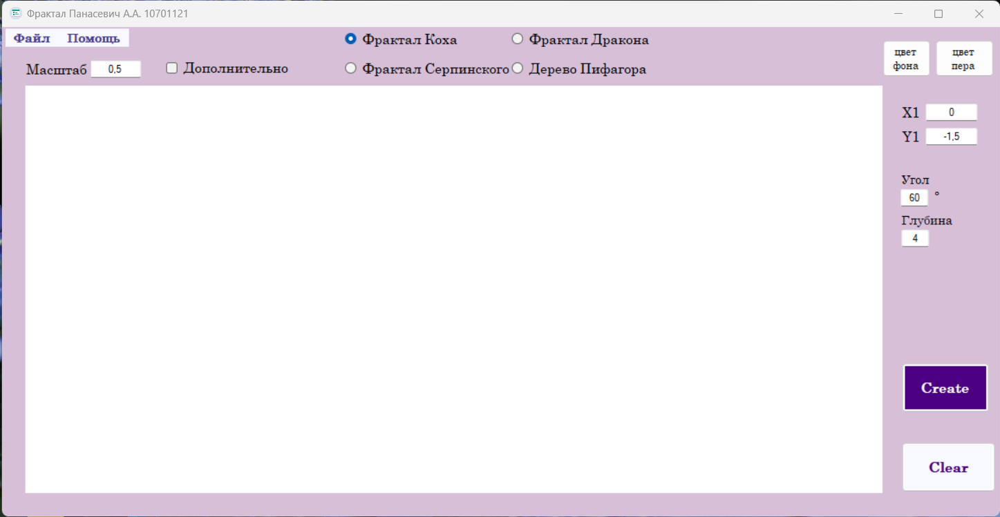 Фрактал Панасевич А.А. 10701121
Файл Помощь
Фрактал Коха
Фрактал Дракона
Масштаб 0,5
Дополнительно
Фрактал Серпинского
Дерево Пифагора
цвет
фона
цвет
пера
X1 0
Y1 -1,5
Угол
60 °
Глубина
4
Create
Clear